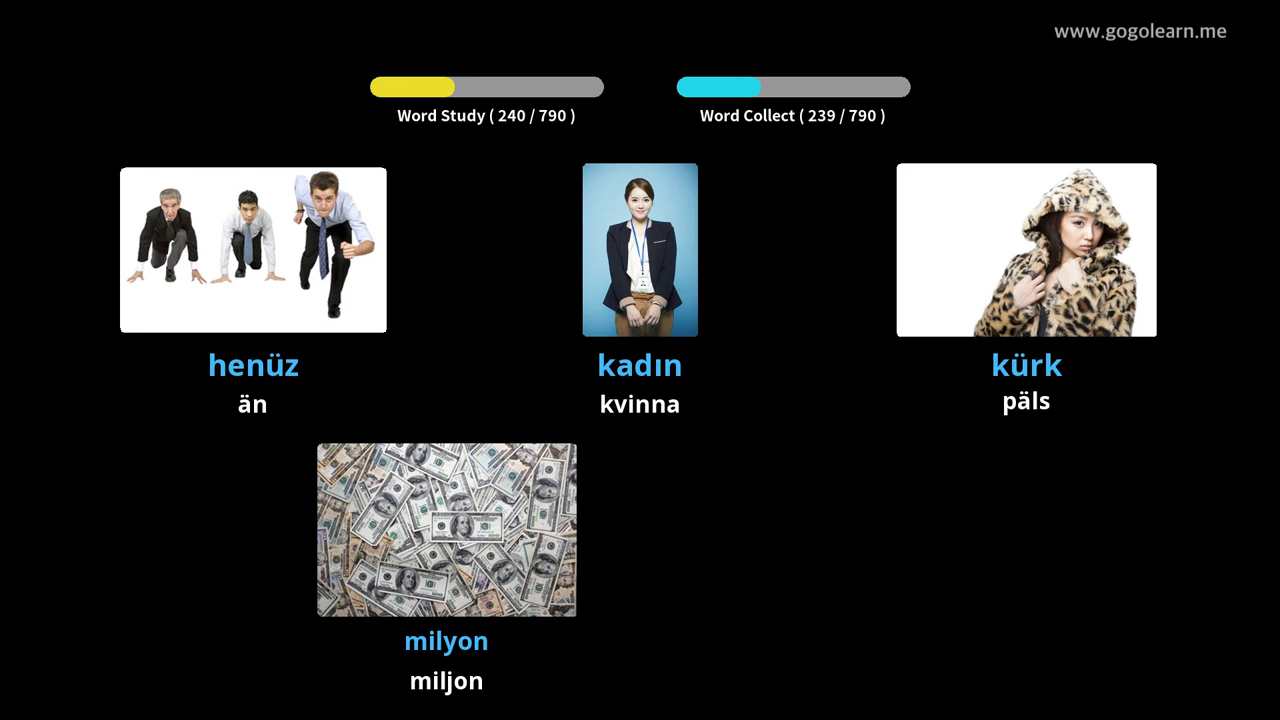 www.gogolearn.me
Word Study ( 240 / 790 )
Word Collect ( 239 / 790 )
henüz
än
kadın
kvinna
kürk
päls
milyon
miljon